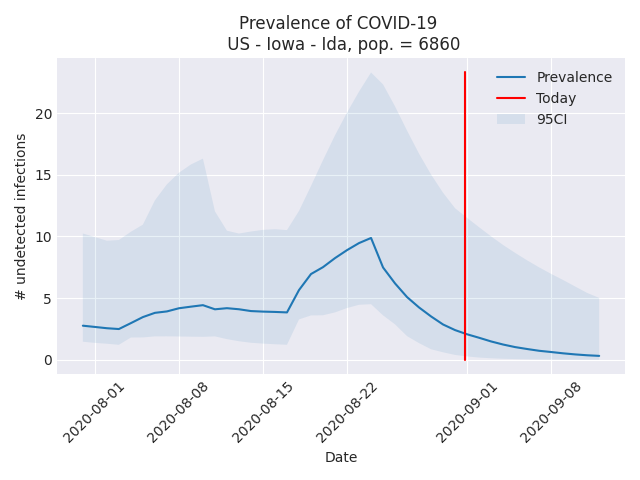 Prevalence of COVID-19
US - Iowa - Ida, pop. = 6860
Prevalence
Today
95CI
# undetected infections
20
15
10
5
0
2020-08-01
2020-08-08
2020-08-15
2020-08-22
2020-09-01
2020-09-08
Date